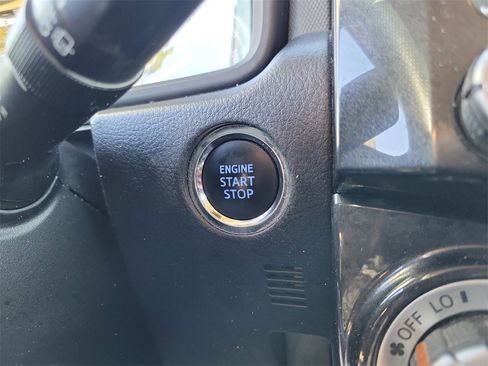 ENGINE
START
STOP
OFF LO